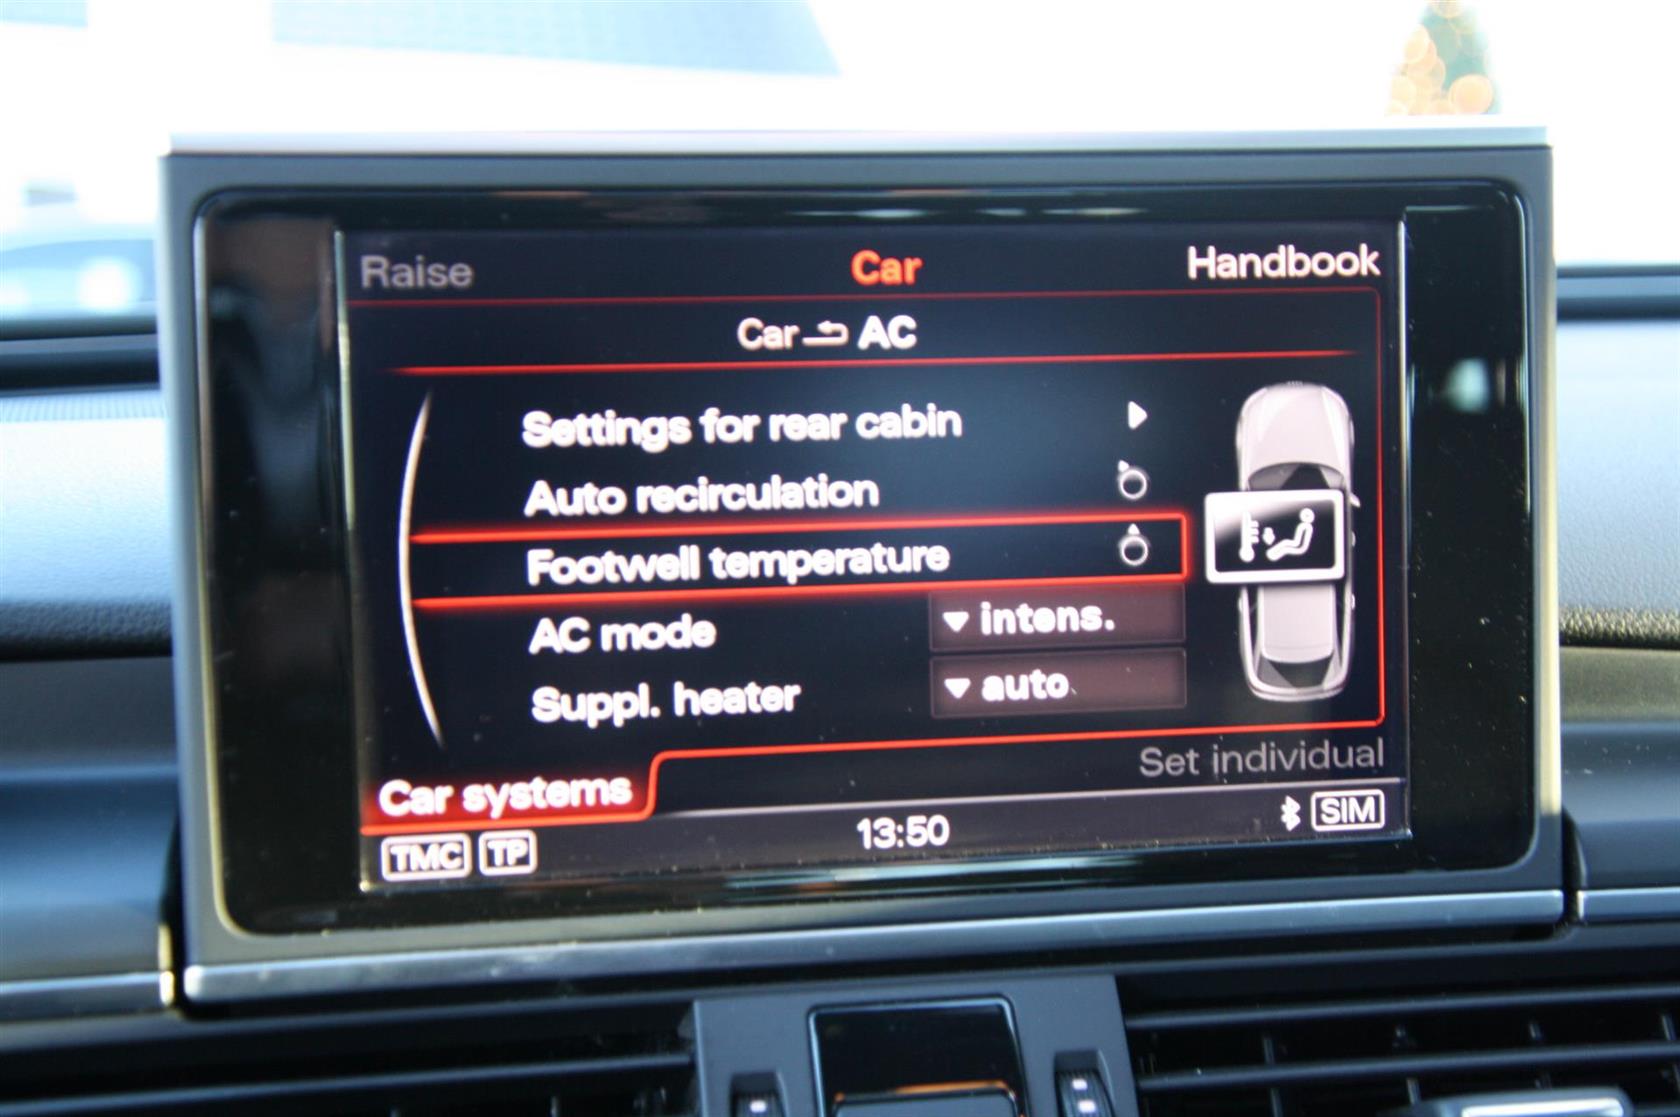 Raise Car Handbook
Car AC
Settings for rear cabin
Auto recirculation
Footwell temperature
AC mode intens.
Suppl. heater auto
Set individual
Car systems
TMC TP 13:50 SIM